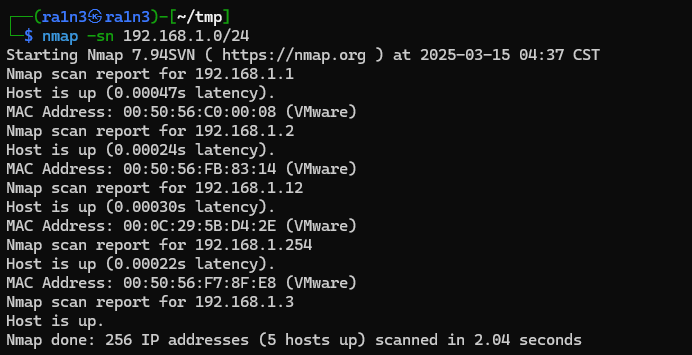 ┌──(ra1n3㉿ra1n3)-[~/tmp]
└─$ nmap -sn 192.168.1.0/24
Starting Nmap 7.94SVN ( https://nmap.org ) at 2025-03-15 04:37 CST
Nmap scan report for 192.168.1.1
Host is up (0.00047s latency).
MAC Address: 00:50:56:C0:00:08 (VMware)
Nmap scan report for 192.168.1.2
Host is up (0.00024s latency).
MAC Address: 00:50:56:FB:83:14 (VMware)
Nmap scan report for 192.168.1.12
Host is up (0.00030s latency).
MAC Address: 00:0C:29:5B:D4:2E (VMware)
Nmap scan report for 192.168.1.254
Host is up (0.00022s latency).
MAC Address: 00:50:56:F7:8F:E8 (VMware)
Nmap scan report for 192.168.1.3
Host is up.
Nmap done: 256 IP addresses (5 hosts up) scanned in 2.04 seconds